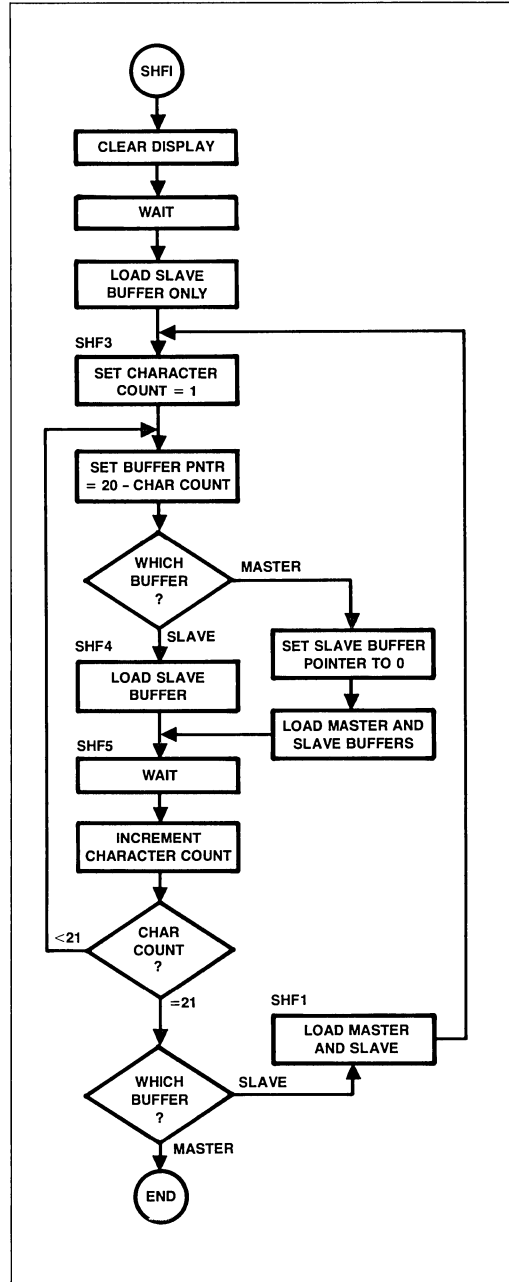 SHFI
CLEAR DISPLAY
WAIT
LOAD SLAVE
BUFFER ONLY
SHF3
SET CHARACTER
COUNT = 1
SET BUFFER PNTR
= 20 – CHAR COUNT
WHICH
BUFFER
?
MASTER
SLAVE
SET SLAVE BUFFER
POINTER TO 0
SHF4
LOAD SLAVE
BUFFER
LOAD MASTER AND
SLAVE BUFFERS
SHF5
WAIT
INCREMENT
CHARACTER COUNT
CHAR
COUNT
?
<21
=21
SHF1
LOAD MASTER
AND SLAVE
WHICH
BUFFER
?
SLAVE
MASTER
END